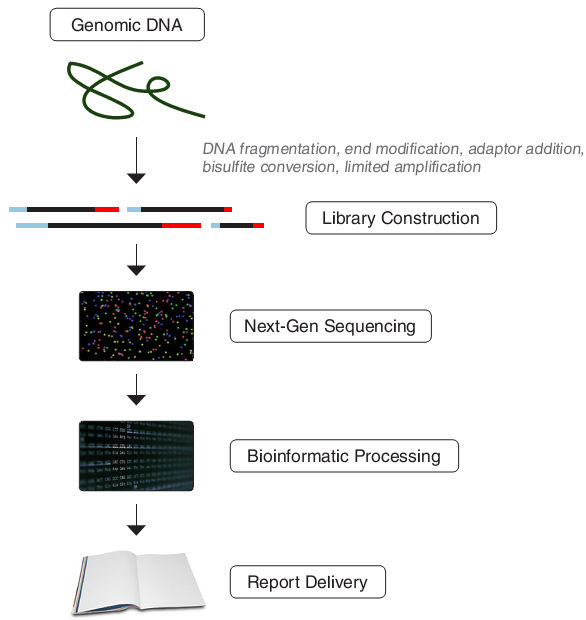 Genomic DNA
DNA fragmentation, end modification, adaptor addition,
bisulfite conversion, limited amplification
Library Construction
Next-Gen Sequencing
Bioinformatic Processing
Report Delivery